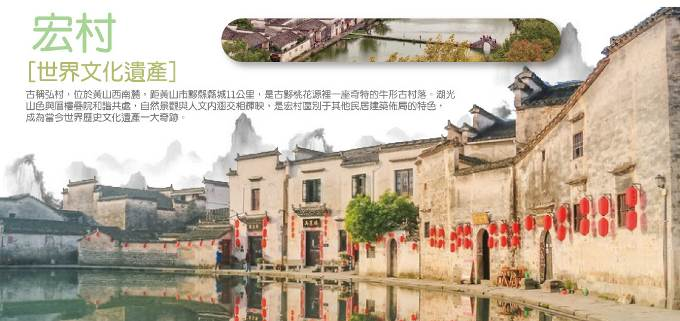 宏村
[世界文化遺產]
古稱弘村，位於黃山西南麓，距黃山市黟縣縣城11公里，是古黟桃花源裡一座奇特的牛形古村落。湖光
山色與層樓疊院和諧共處，自然景觀與人文內涵交相輝映，是宏村區別于其他民居建築佈局的特色，
成為當今世界歷史文化遺產一大奇跡。